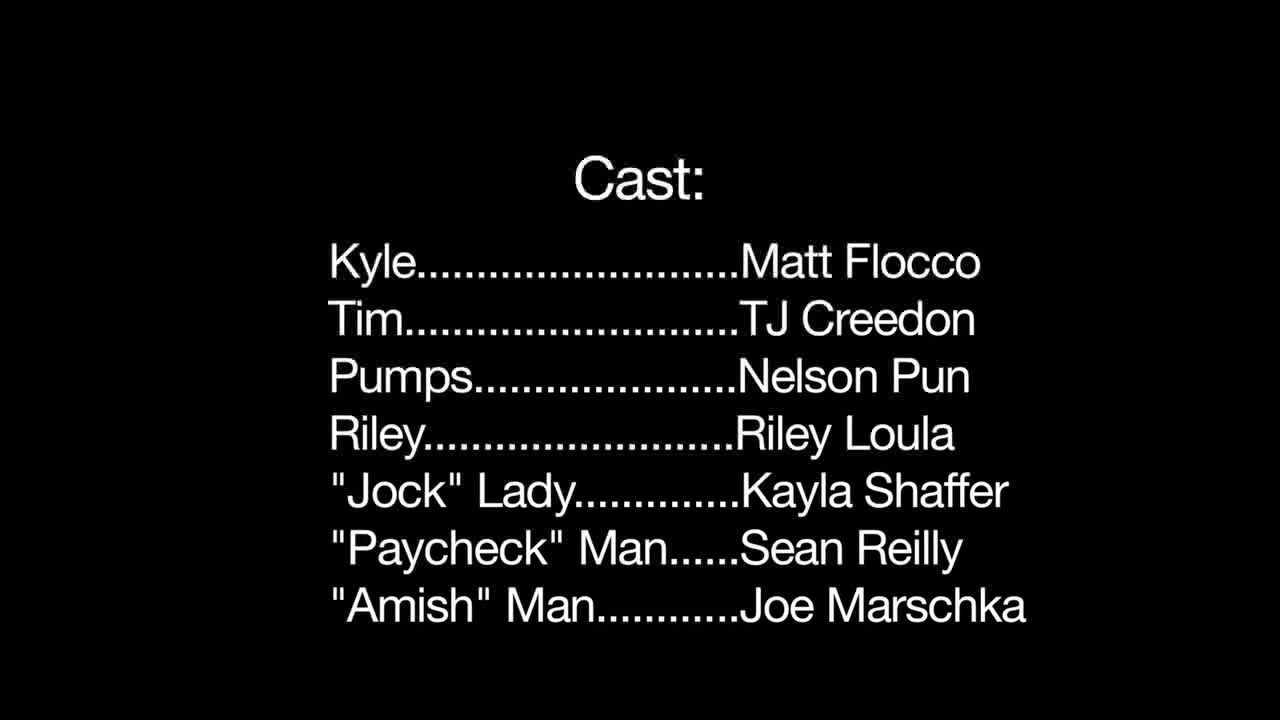 Cast:
Kyle...........................Matt Flocco
Tim............................TJ Creedon
Pumps......................Nelson Pun
Riley..........................Riley Loula
"Jock" Lady..............Kayla Shaffer
"Paycheck" Man......Sean Reilly
"Amish" Man............Joe Marschka